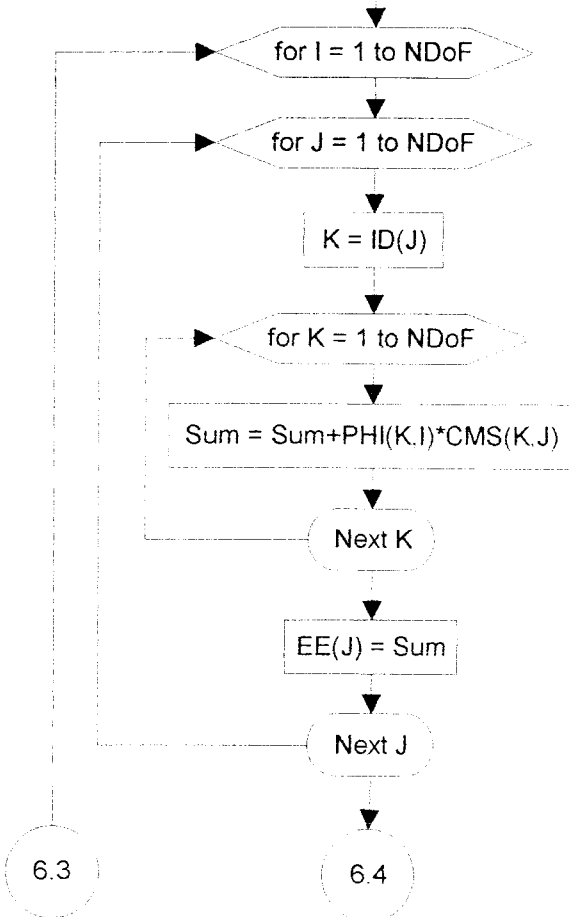 for I = 1 to NDoF
for J = 1 to NDoF
K = ID(J)
for K = 1 to NDoF
Sum = Sum+PHI(K.I)*CMS(K.J)
Next K
EE(J) = Sum
Next J
6.3
6.4